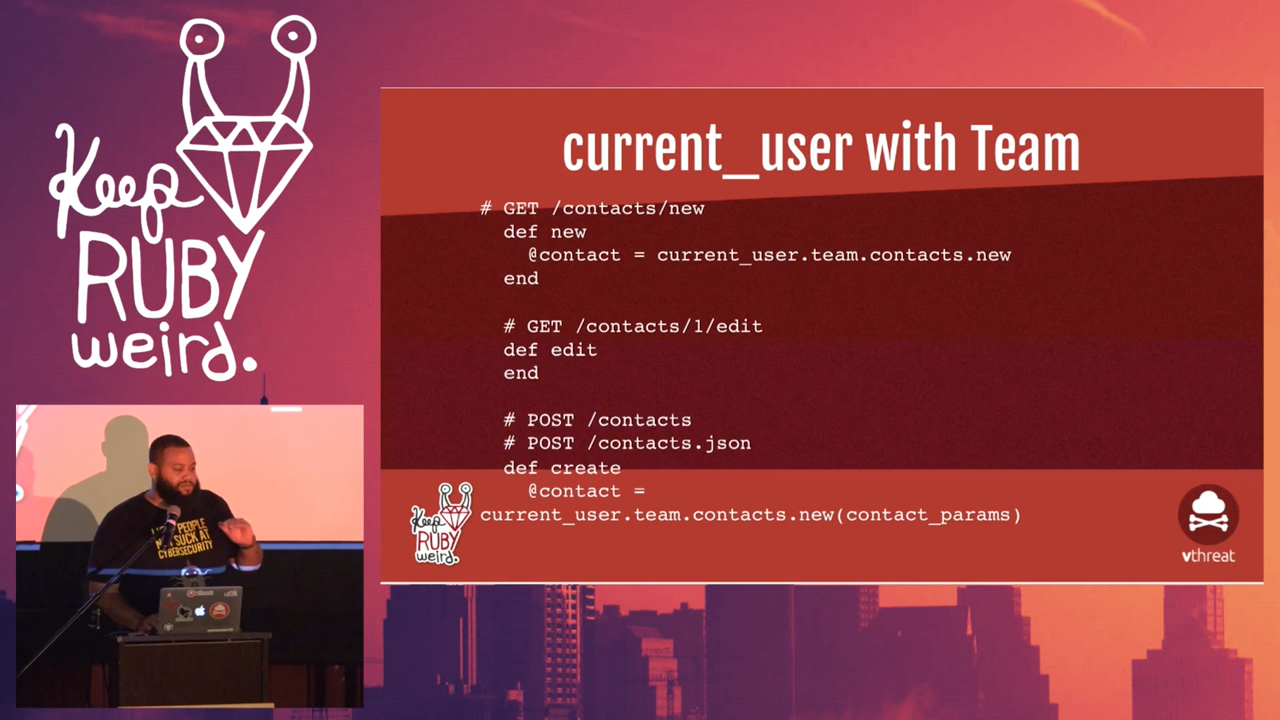 Keep
RUBY
weird.
current_user with Team
# GET /contacts/new
def new
@contact = current_user.team.contacts.new
end
# GET /contacts/1/edit
def edit
end
# POST /contacts
# POST /contacts.json
def create
@contact =
current_user.team.contacts.new(contact_params)
Keep
RUBY
weird.
vthreat
PEOPLE
SUCK AT
CYBERSECURITY